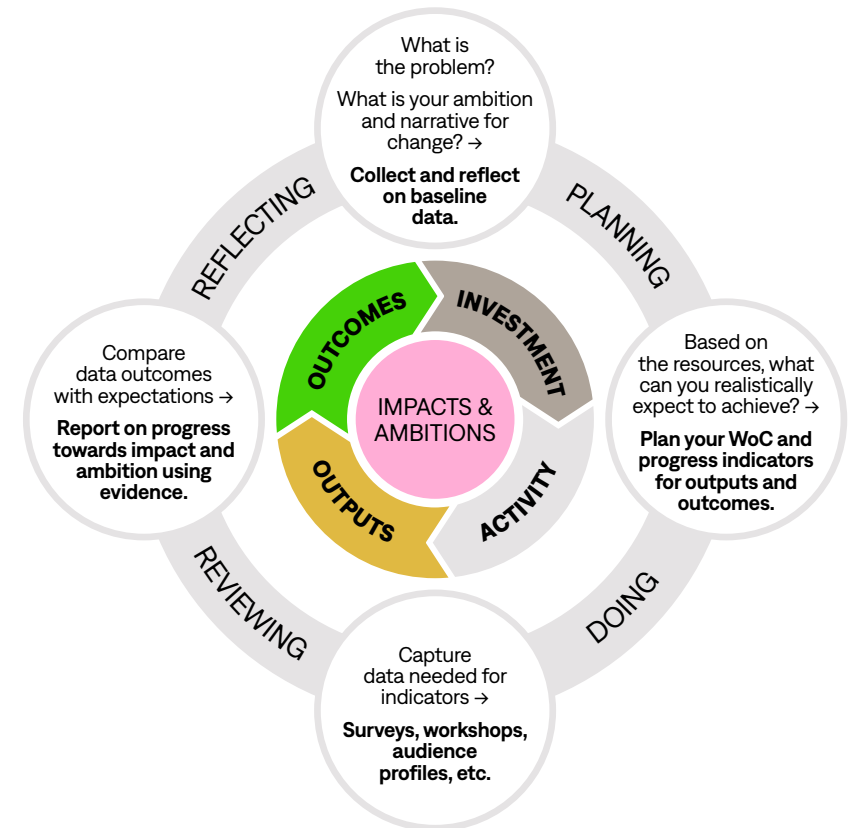 What is
the problem?
What is your ambition
and narrative for
change? →
Collect and reflect
on baseline
data.
REFLECTING
PLANNING
OUTCOMES
INVESTMENT
Compare
data outcomes
with expectations →
Report on progress
towards impact and
ambition using
evidence.
IMPACTS &
AMBITIONS
Based on
the resources, what
can you realistically
expect to achieve? →
Plan your WoC and
progress indicators
for outputs and
outcomes.
OUTPUTS
ACTIVITY
REVIEWING
DOING
Capture
data needed for
indicators →
Surveys, workshops,
audience
profiles, etc.